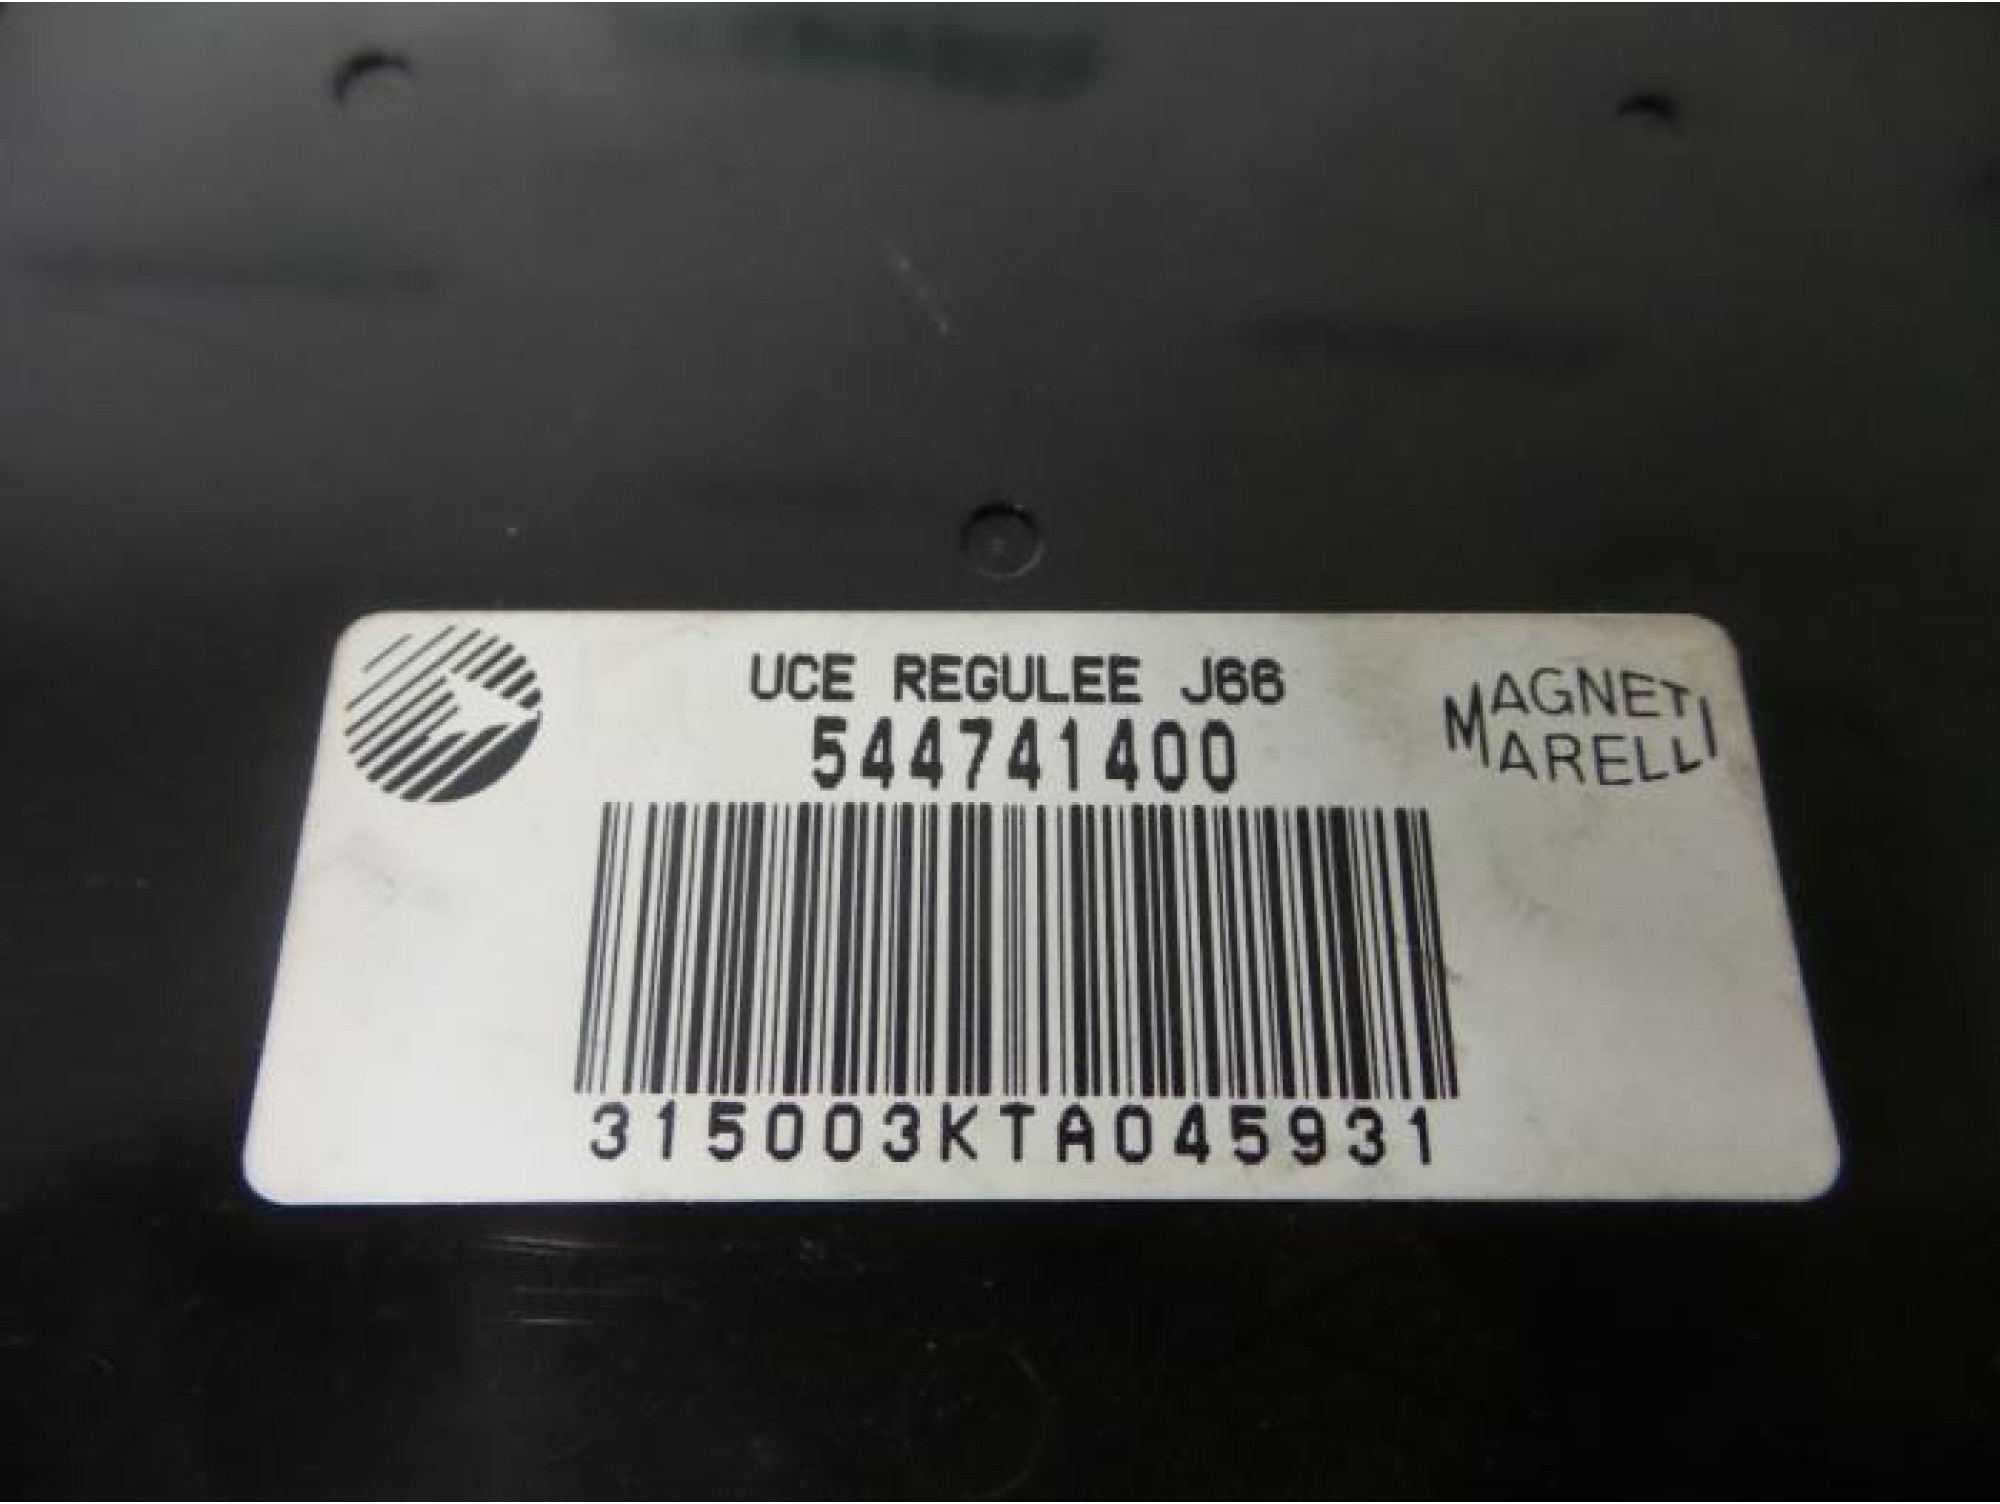 UCE REGULEE J66
544741400
MAGNETI
MARELLI
315003KTA045931